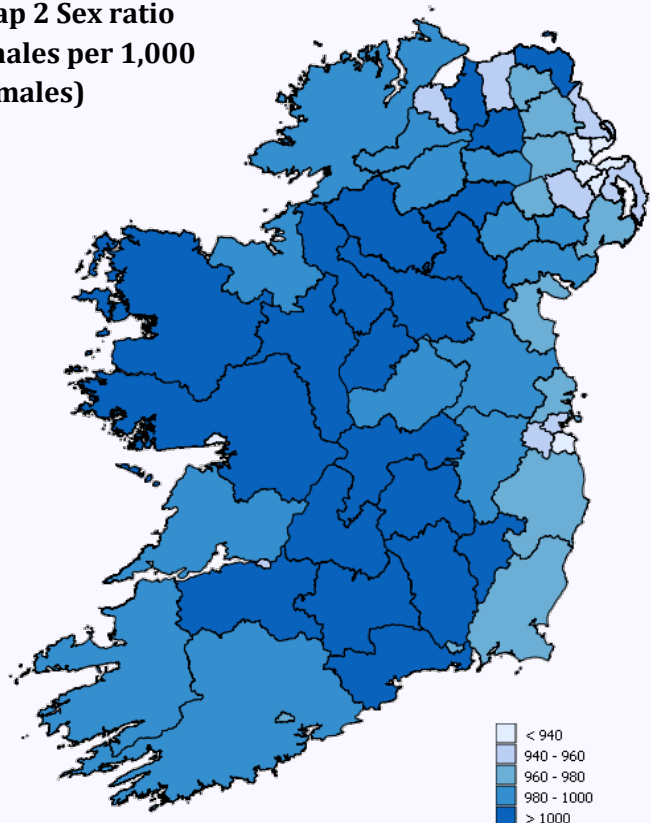 ap 2 Sex ratio
nales per 1,000
males)
< 940
940 - 960
960 - 980
980 - 1000
> 1000